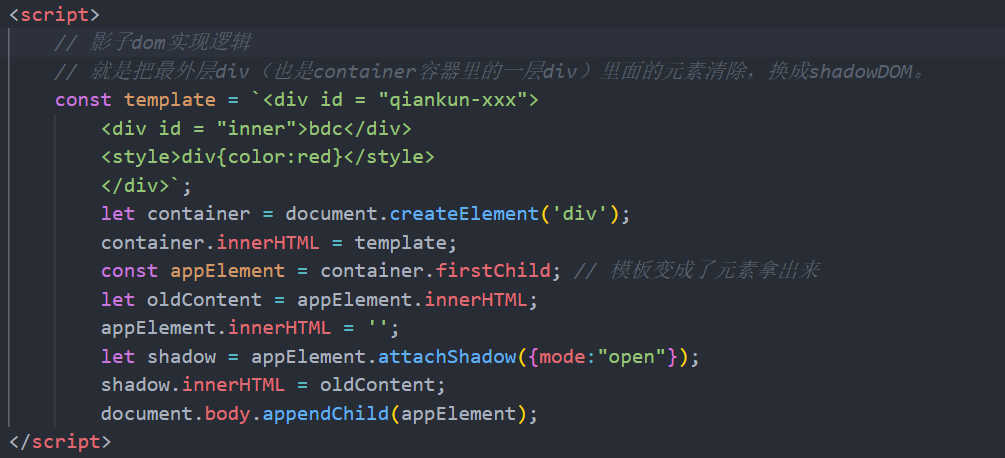 <script>
// 影子dom实现逻辑
// 就是把最外层div（也是container容器里的一层div）里面的元素清除，换成shadowDOM。
const template = `<div id = "qiankun-xxx">
<div id = "inner">bdc</div>
<style>div{color:red}</style>
</div>`;
let container = document.createElement('div');
container.innerHTML = template;
const appElement = container.firstChild; // 模板变成了元素拿出来
let oldContent = appElement.innerHTML;
appElement.innerHTML = '';
let shadow = appElement.attachShadow({mode:"open"});
shadow.innerHTML = oldContent;
document.body.appendChild(appElement);
</script>